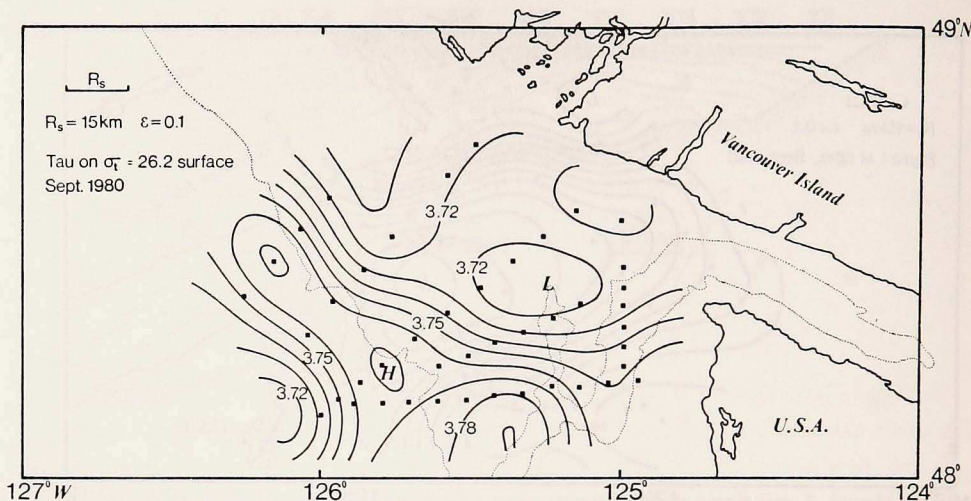 49°N
Rs
Rs = 15km ε=0.1
Tau on σt = 26.2 surface
Sept. 1980
Vancouver Island
3.72
3.72
L
3.75
3.75
H
3.72
3.78
U.S.A.
48°
127°W
126°
125°
124°